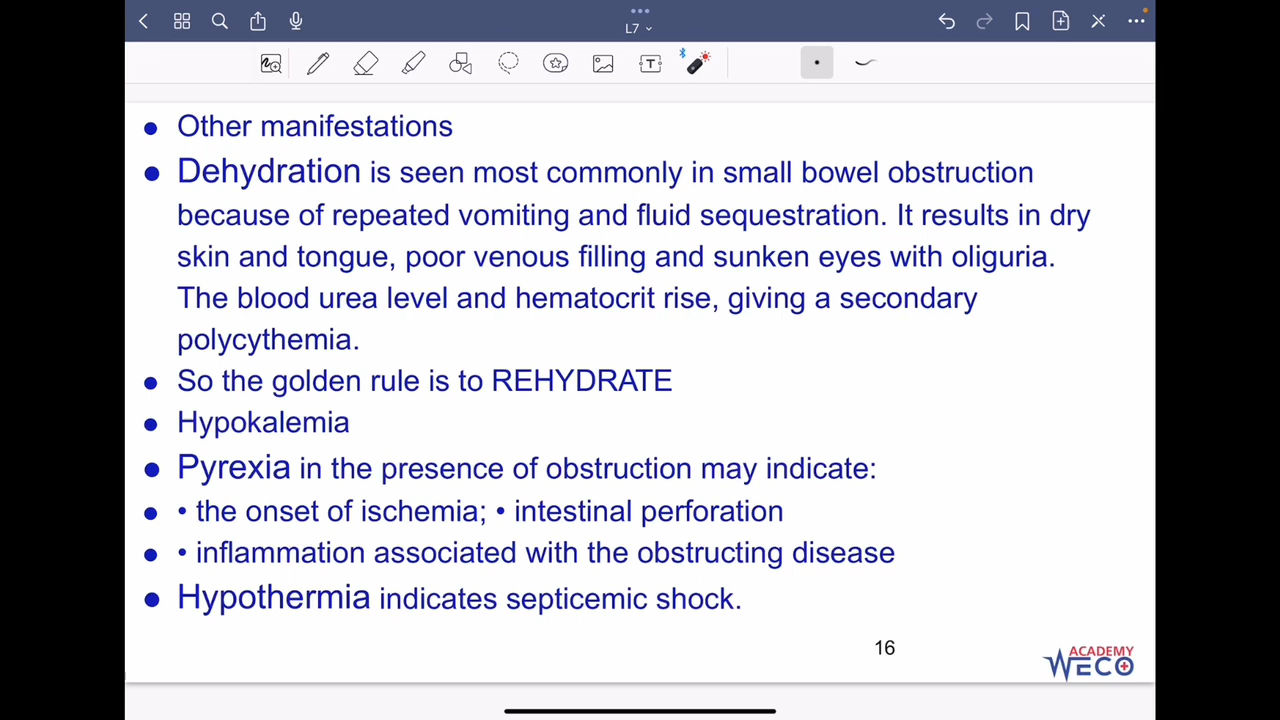 L7
● Other manifestations
● Dehydration is seen most commonly in small bowel obstruction
because of repeated vomiting and fluid sequestration. It results in dry
skin and tongue, poor venous filling and sunken eyes with oliguria.
The blood urea level and hematocrit rise, giving a secondary
polycythemia.
● So the golden rule is to REHYDRATE
● Hypokalemia
● Pyrexia in the presence of obstruction may indicate:
● • the onset of ischemia; • intestinal perforation
● • inflammation associated with the obstructing disease
● Hypothermia indicates septicemic shock.
16
ACADEMY
WECO